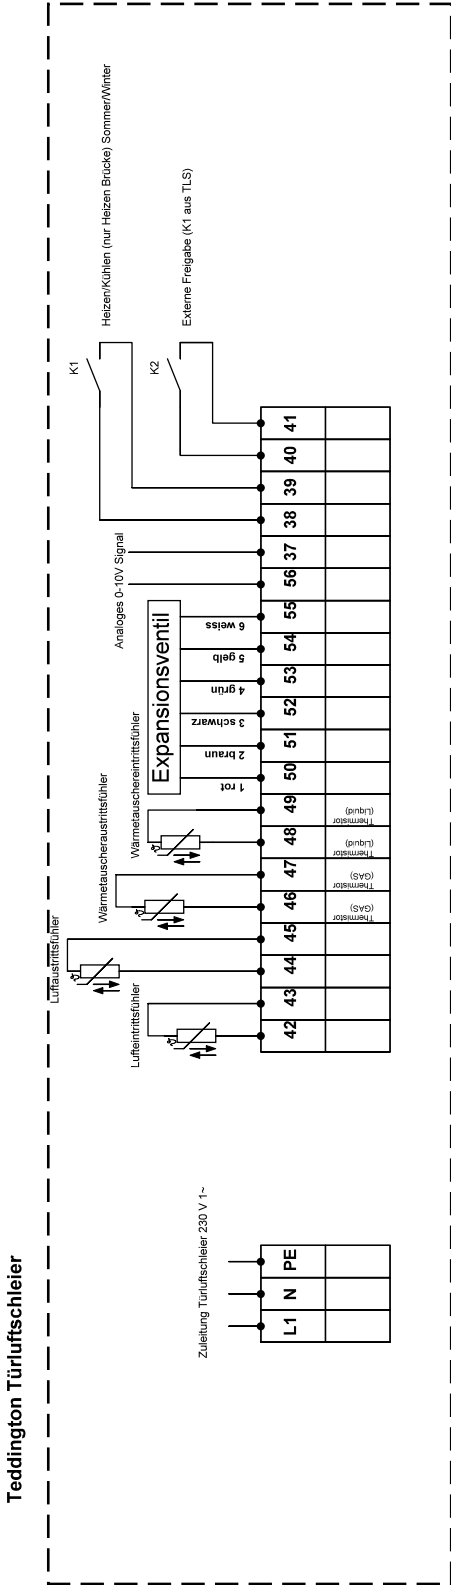 Teddington Türluftschleier
Zuleitung Türluftschleier 230 V 1~
L1
N
PE
Lufteintrittsfühler
Luftaustrittsfühler
Wärmetauscheraustrittsfühler
Wärmetauschereintrittsfühler
Expansionsventil
1 rot
2 braun
3 schwarz
4 grün
5 gelb
6 weiss
Analoges 0-10V Signal
K1
Heizen/Kühlen (nur Heizen Brücke) Sommer/Winter
K2
Externe Freigabe (K1 aus TLS)
42
43
44
45
46
47
48
49
50
51
52
53
54
55
56
37
38
39
40
41
Thermistor
(GAS)
Thermistor
(GAS)
Thermistor
(Liquid)
Thermistor
(Liquid)